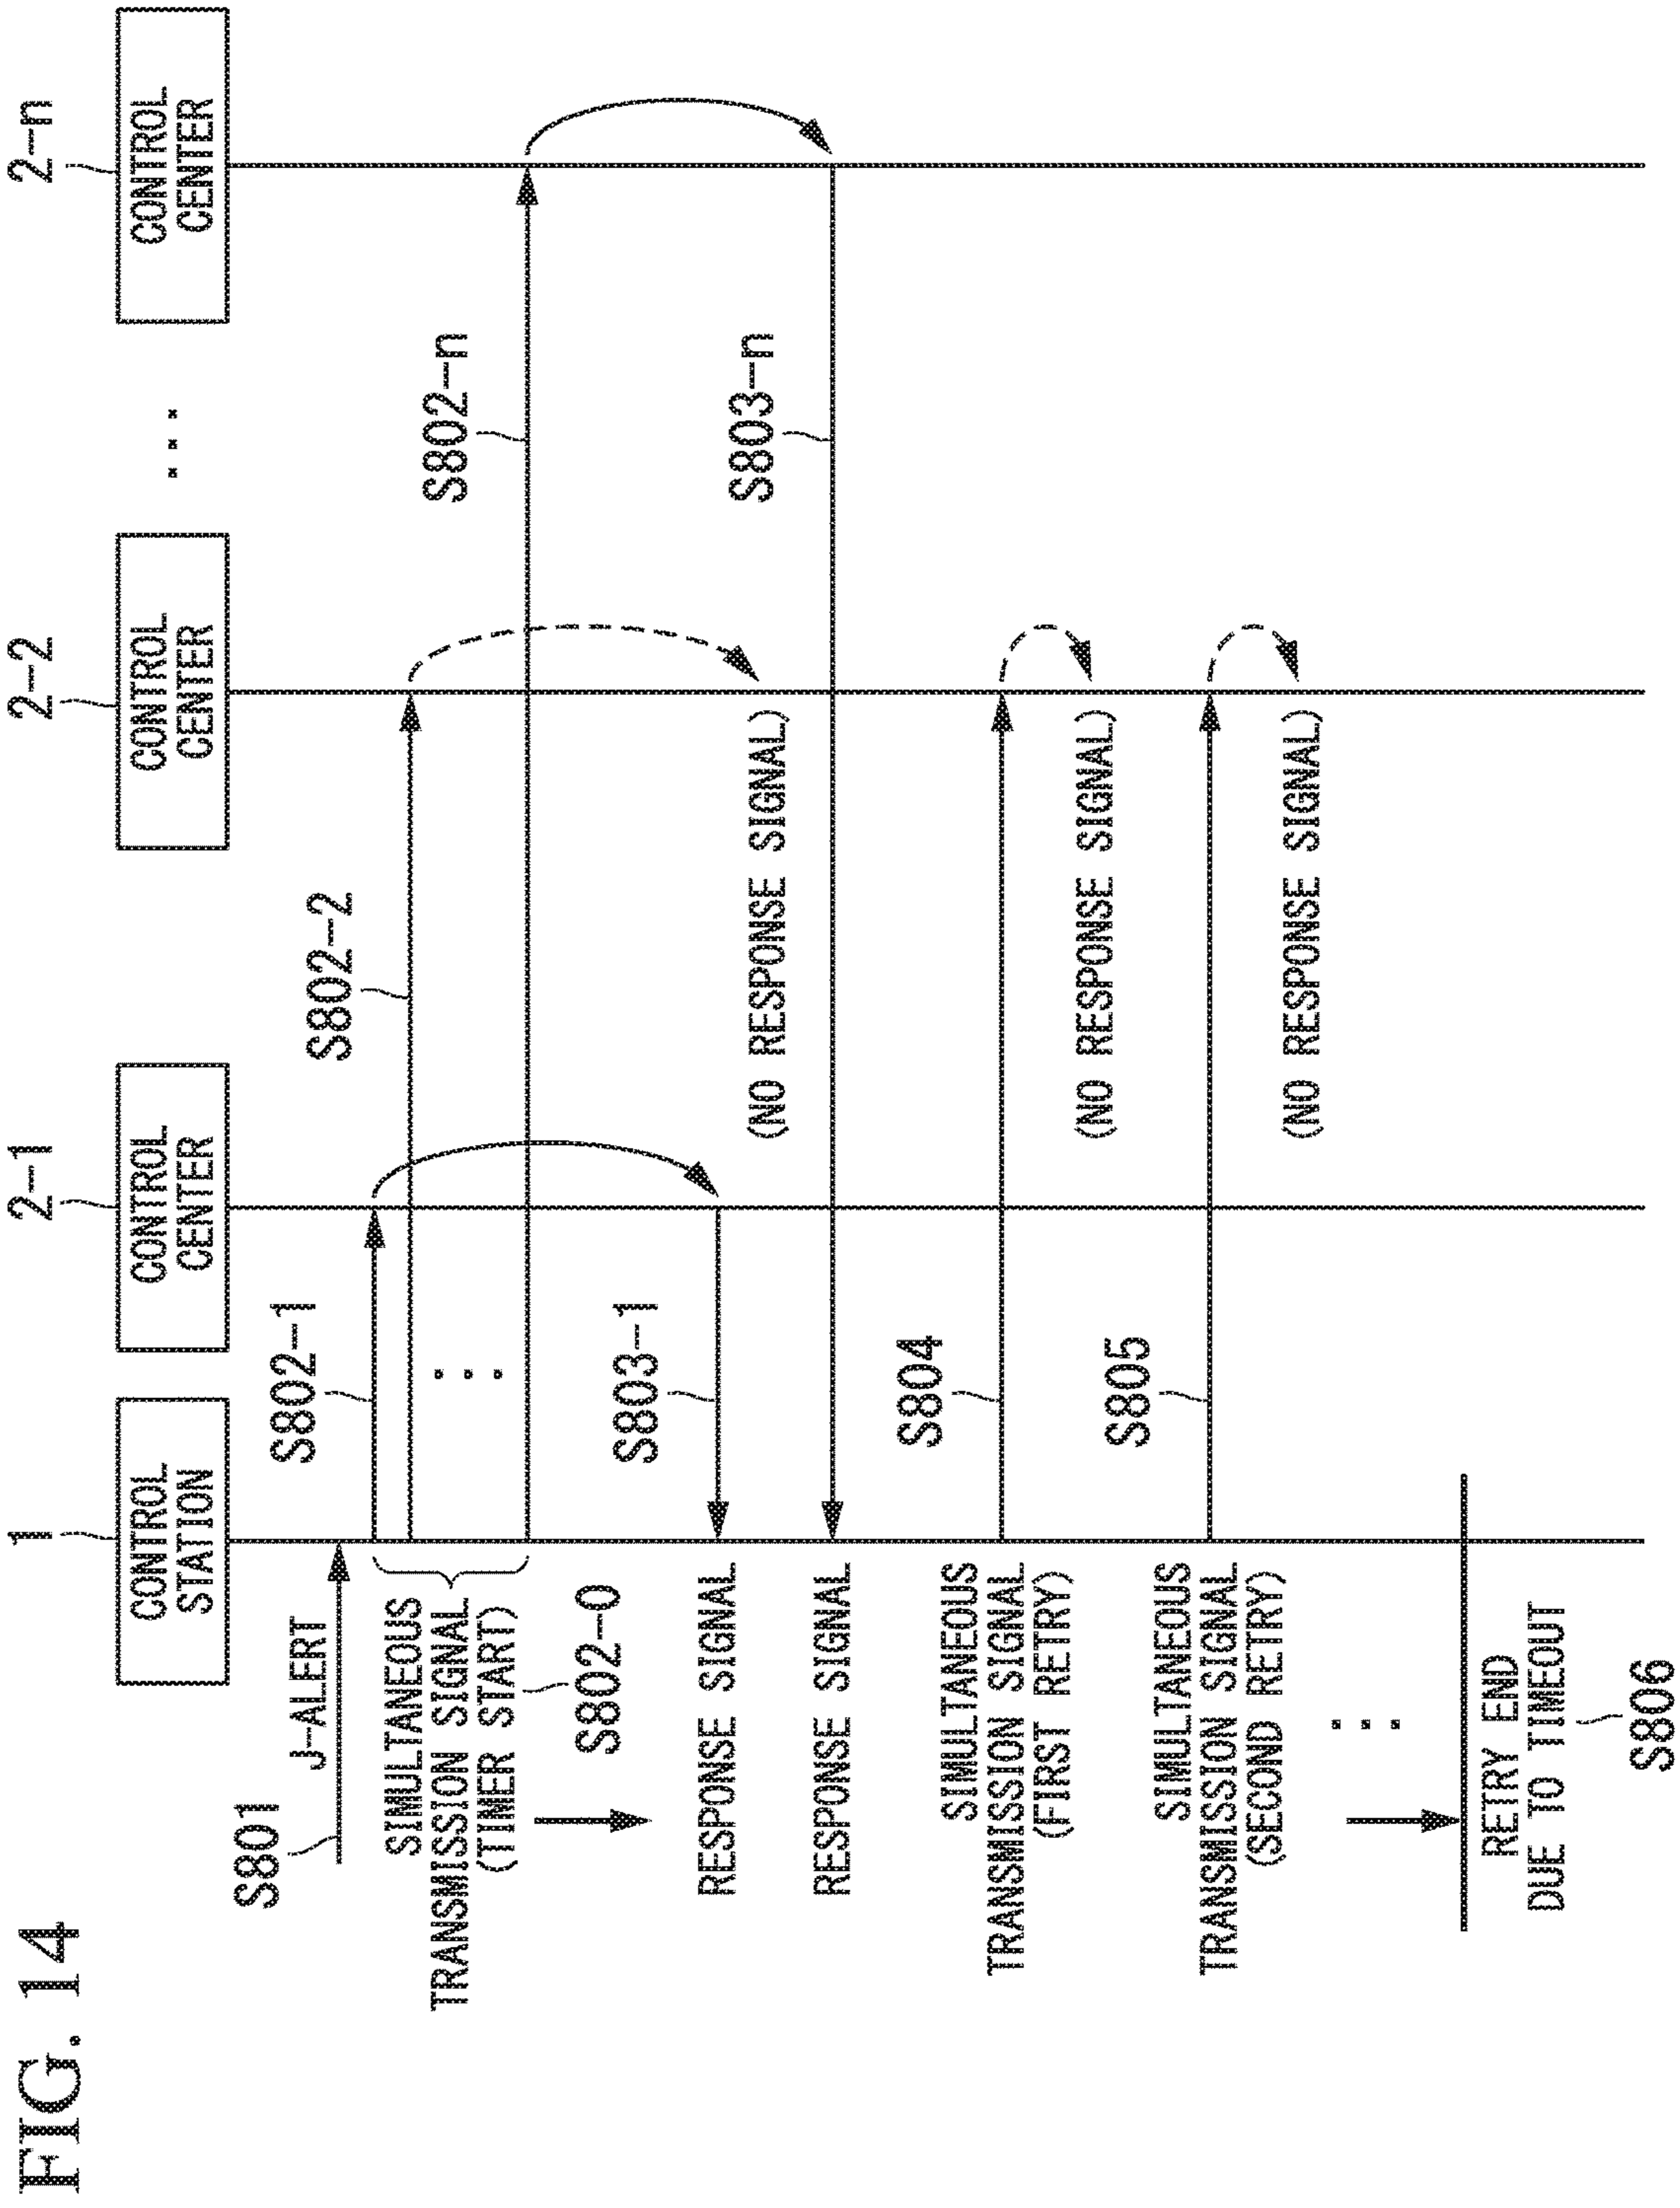 FIG. 14
1
2-1
2-2
2-n
CONTROL
STATION
CONTROL
CENTER
CONTROL
CENTER
CONTROL
CENTER
S801
J-ALERT
S802-1
S802-2
S802-n
SIMULTANEOUS
TRANSMISSION SIGNAL
(TIMER START)
S802-0
S803-1
RESPONSE SIGNAL
(NO RESPONSE SIGNAL)
S803-n
RESPONSE SIGNAL
S804
SIMULTANEOUS
TRANSMISSION SIGNAL
(FIRST RETRY)
(NO RESPONSE SIGNAL)
S805
SIMULTANEOUS
TRANSMISSION SIGNAL
(SECOND RETRY)
(NO RESPONSE SIGNAL)
RETRY END
DUE TO TIMEOUT
S806